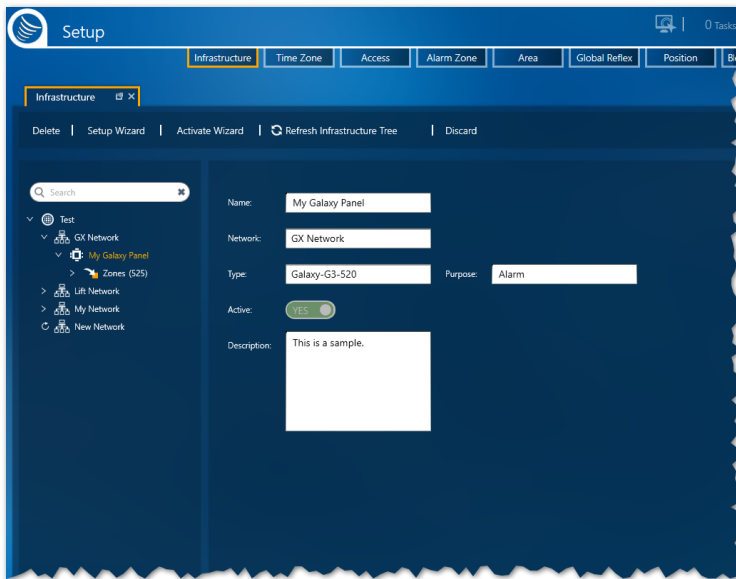 Setup
0 Tasks
Infrastructure Time Zone Access Alarm Zone Area Global Reflex Position
Infrastructure
Delete Setup Wizard Activate Wizard Refresh Infrastructure Tree Discard
Search
Test
GX Network
My Galaxy Panel
Zones (525)
Lift Network
My Network
New Network
Name: My Galaxy Panel
Network: GX Network
Type: Galaxy-G3-520 Purpose: Alarm
Active: YES
Description: This is a sample.